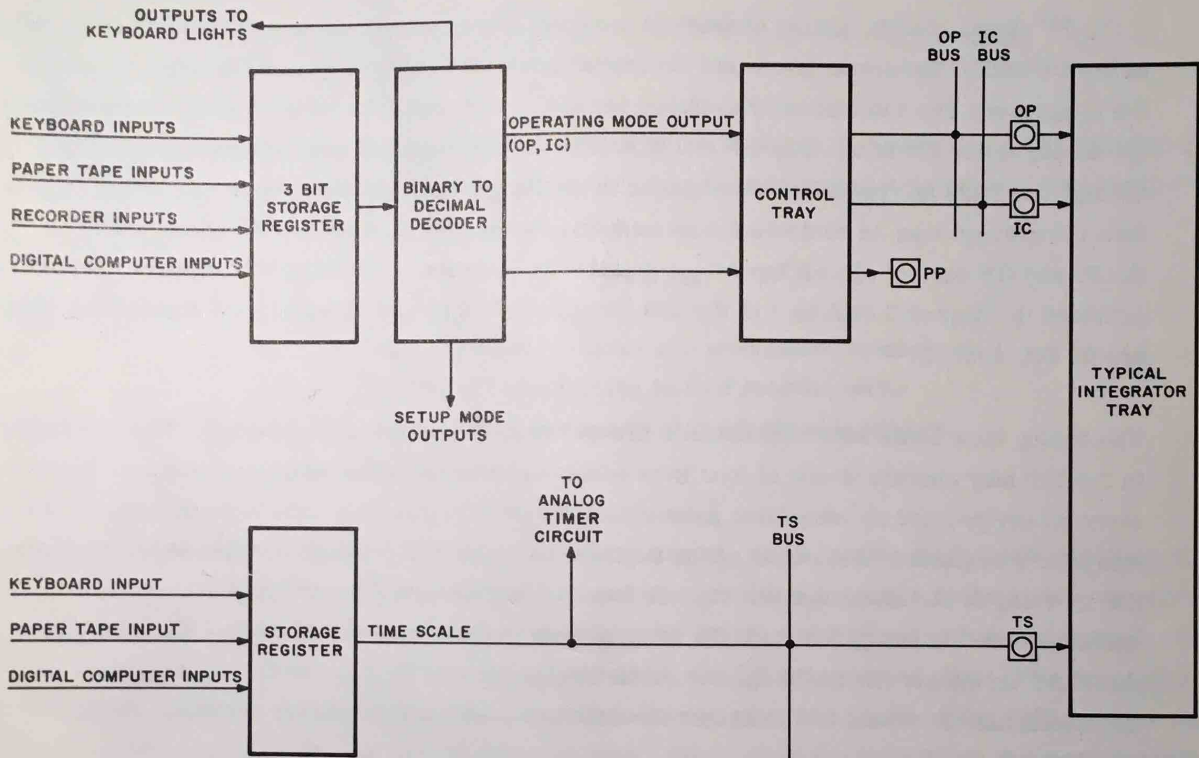 OUTPUTS TO
KEYBOARD LIGHTS
OP IC
BUS BUS
KEYBOARD INPUTS
PAPER TAPE INPUTS
RECORDER INPUTS
DIGITAL COMPUTER INPUTS
3 BIT
STORAGE
REGISTER
BINARY TO
DECIMAL
DECODER
OPERATING MODE OUTPUT
(OP, IC)
CONTROL
TRAY
OP
IC
PP
TYPICAL
INTEGRATOR
TRAY
SETUP MODE
OUTPUTS
TO
ANALOG
TIMER
CIRCUIT
TS
BUS
KEYBOARD INPUT
PAPER TAPE INPUT
DIGITAL COMPUTER INPUTS
STORAGE
REGISTER
TIME SCALE
TS